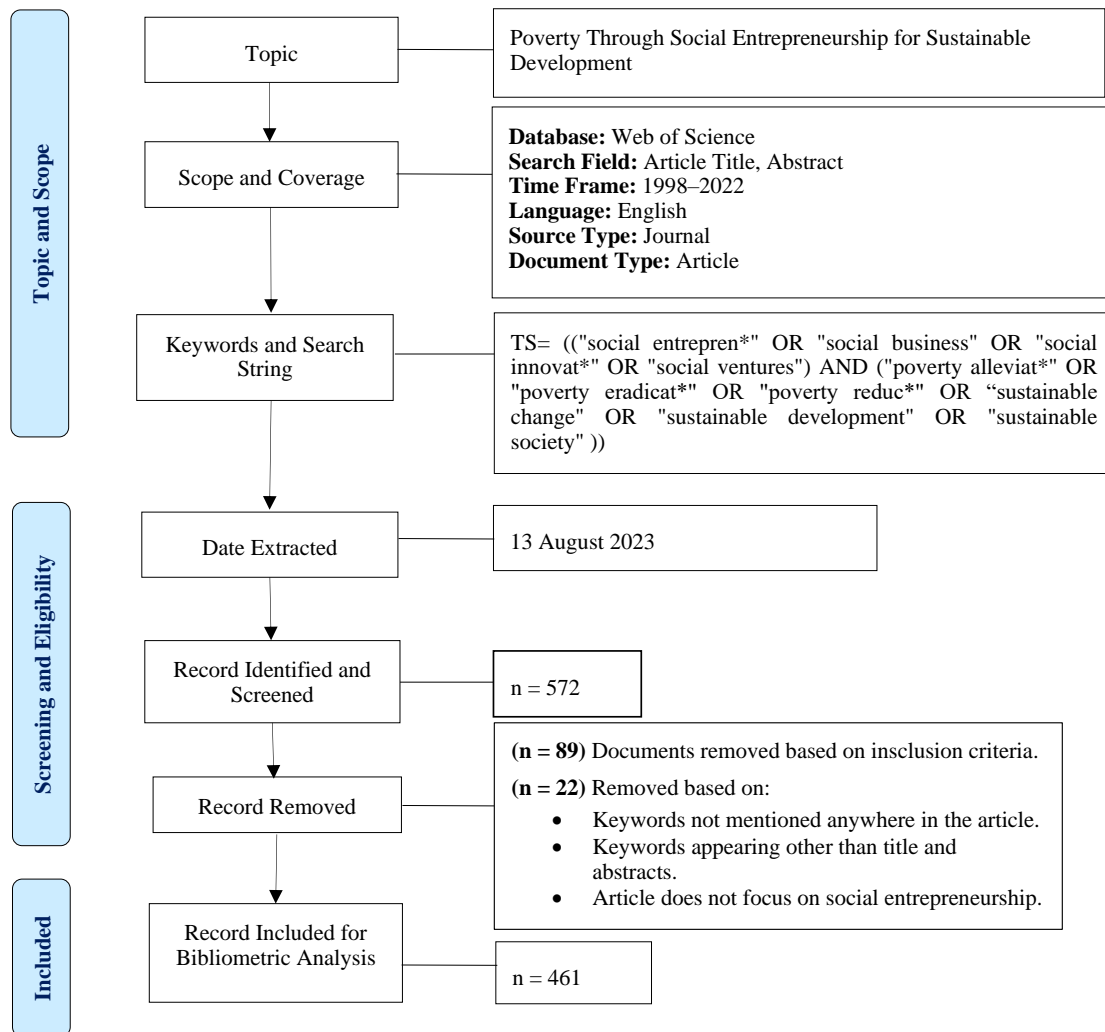 Topic and Scope
Topic
Poverty Through Social Entrepreneurship for Sustainable
Development
Scope and Coverage
Database: Web of Science
Search Field: Article Title, Abstract
Time Frame: 1998–2022
Language: English
Source Type: Journal
Document Type: Article
Keywords and Search
String
TS= (("social entrepren*" OR "social business" OR "social
innovat*" OR "social ventures") AND ("poverty alleviat*" OR
"poverty eradicat*" OR "poverty reduc*" OR “sustainable
change" OR "sustainable development" OR "sustainable
society" ))
Screening and Eligibility
Date Extracted
13 August 2023
Record Identified and
Screened
n = 572
Record Removed
(n = 89) Documents removed based on insclusion criteria.
(n = 22) Removed based on:
• Keywords not mentioned anywhere in the article.
• Keywords appearing other than title and
abstracts.
• Article does not focus on social entrepreneurship.
Included
Record Included for
Bibliometric Analysis
n = 461